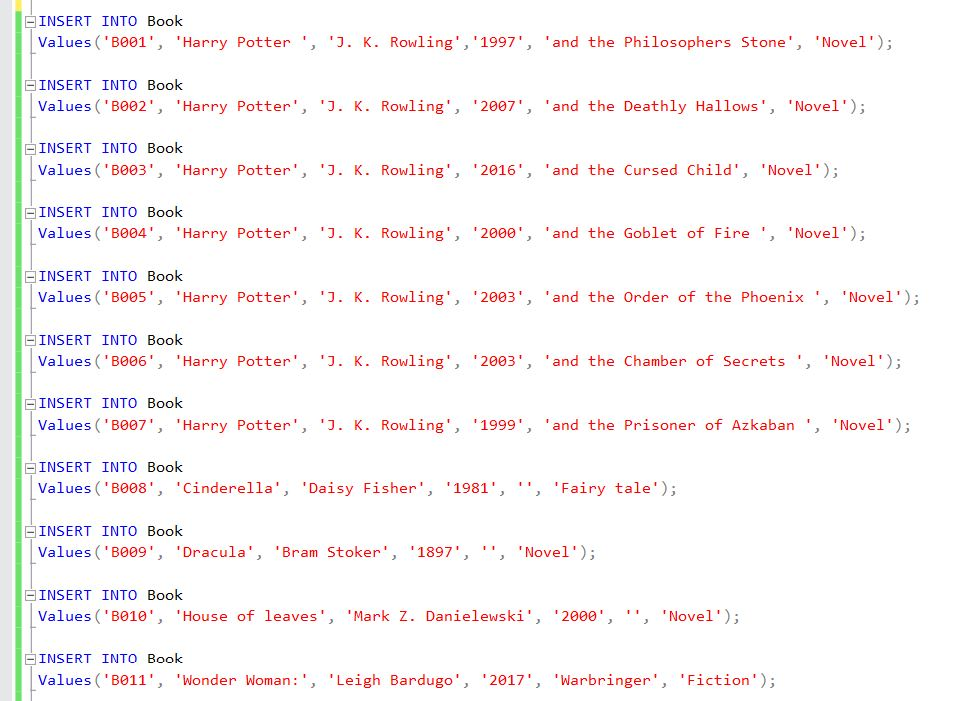 INSERT INTO Book
Values('B001', 'Harry Potter ', 'J. K. Rowling','1997', 'and the Philosophers Stone', 'Novel');
INSERT INTO Book
Values('B002', 'Harry Potter', 'J. K. Rowling', '2007', 'and the Deathly Hallows', 'Novel');
INSERT INTO Book
Values('B003', 'Harry Potter', 'J. K. Rowling', '2016', 'and the Cursed Child', 'Novel');
INSERT INTO Book
Values('B004', 'Harry Potter', 'J. K. Rowling', '2000', 'and the Goblet of Fire ', 'Novel');
INSERT INTO Book
Values('B005', 'Harry Potter', 'J. K. Rowling', '2003', 'and the Order of the Phoenix ', 'Novel');
INSERT INTO Book
Values('B006', 'Harry Potter', 'J. K. Rowling', '2003', 'and the Chamber of Secrets ', 'Novel');
INSERT INTO Book
Values('B007', 'Harry Potter', 'J. K. Rowling', '1999', 'and the Prisoner of Azkaban ', 'Novel');
INSERT INTO Book
Values('B008', 'Cinderella', 'Daisy Fisher', '1981', '', 'Fairy tale');
INSERT INTO Book
Values('B009', 'Dracula', 'Bram Stoker', '1897', '', 'Novel');
INSERT INTO Book
Values('B010', 'House of leaves', 'Mark Z. Danielewski', '2000', '', 'Novel');
INSERT INTO Book
Values('B011', 'Wonder Woman:', 'Leigh Bardugo', '2017', 'Warbringer', 'Fiction');